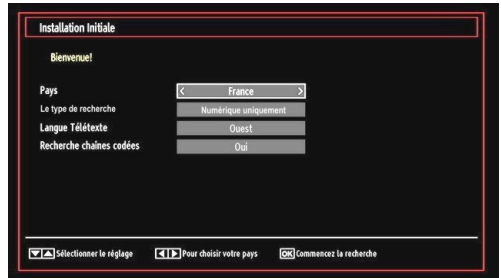 Installation Initiale
Bienvenue!
Pays < France >
Le type de recherche Numérique uniquement
Langue Télétexte Ouest
Recherche chaînes codées Oui
Sélectionner le réglage Pour choisir votre pays OK Commencez la recherche